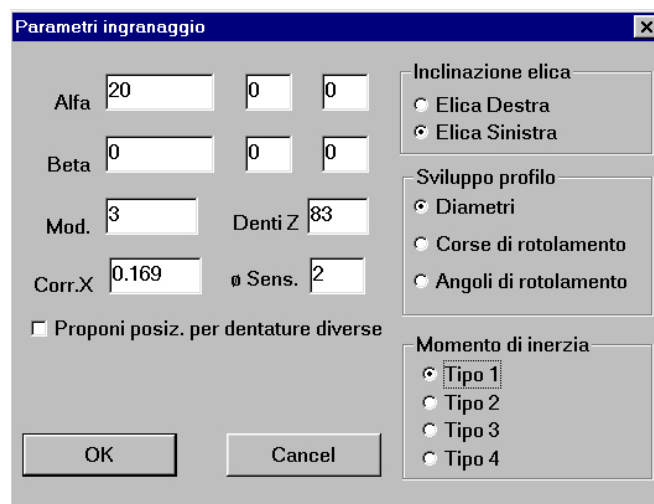 Parametri ingranaggio
Alfa 20 0 0
Beta 0 0 0
Mod. 3 Denti Z 83
Corr.X 0.169 ø Sens. 2
Proponi posiz. per dentature diverse
OK Cancel
Inclinazione elica
Elica Destra
Elica Sinistra
Sviluppo profilo
Diametri
Corse di rotolamento
Angoli di rotolamento
Momento di inerzia
Tipo 1
Tipo 2
Tipo 3
Tipo 4